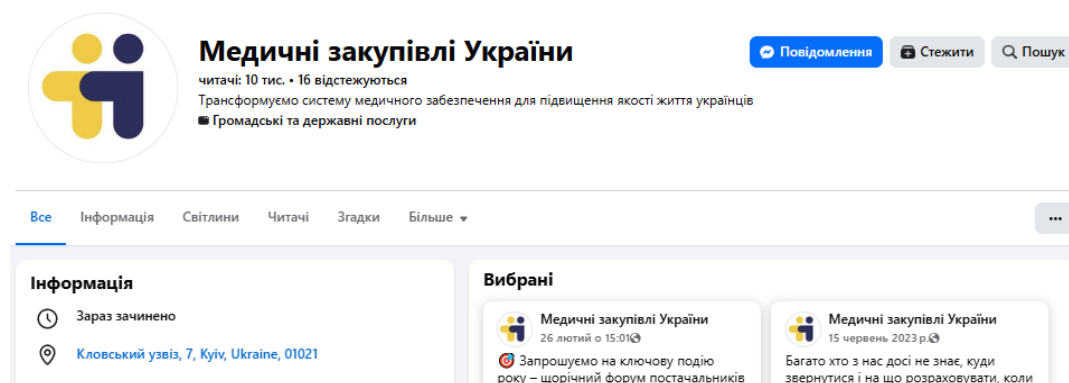 Медичні закупівлі України
читачі: 10 тис. • 16 відстежуються
Трансформуємо систему медичного забезпечення для підвищення якості життя українців
Громадські та державні послуги
Повідомлення
Стежити
Пошук
Все Інформація Світлини Читачі Згадки Більше
Інформація
Зараз зачинено
Кловський узвіз, 7, Kyiv, Ukraine, 01021
Вибрані
Медичні закупівлі України
26 лютий о 15:01
🎯 Запрошуємо на ключову подію
року – щорічний форум постачальників
Медичні закупівлі України
15 червень 2023 р.
Багато хто з нас досі не знає, куди
звернутися і на що розраховувати, коли